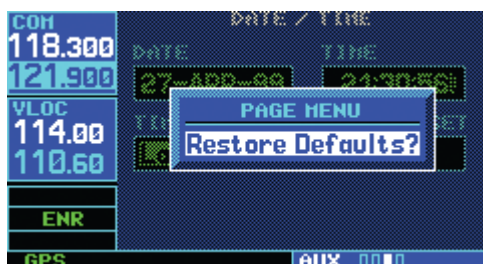 COM
118.300
121.900
VLOC
114.00
110.60
ENR
GPS
DATE / TIME
DATE TIME
27-APR-99 21:30:56
PAGE MENU
Restore Defaults?
AUX